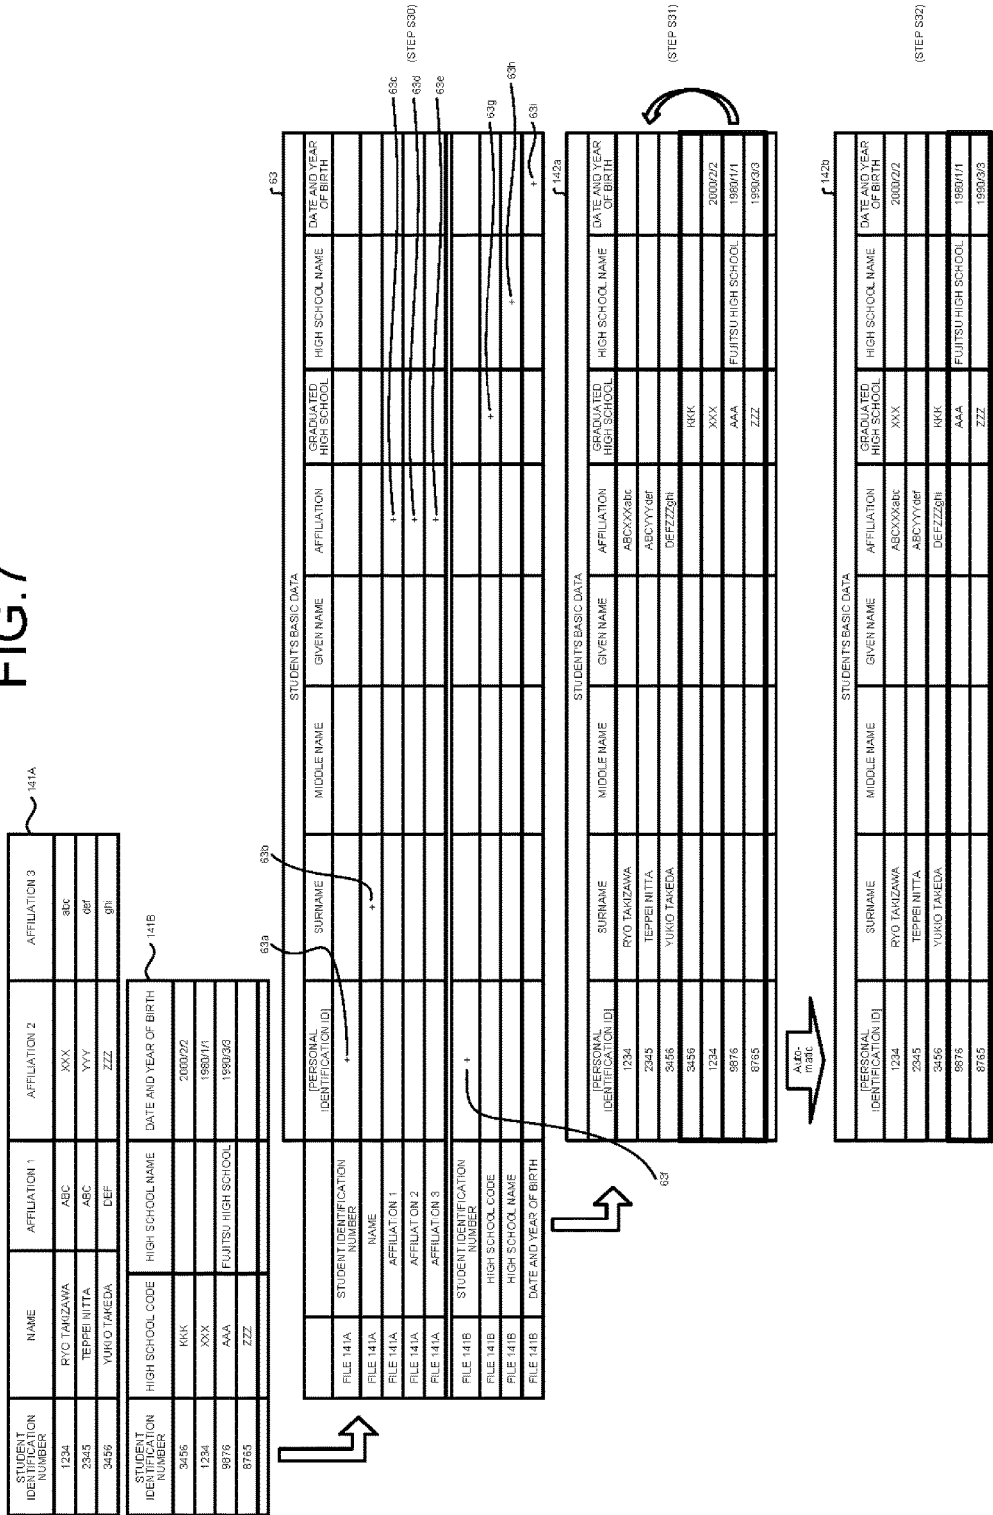 FIG.7
141A
STUDENT IDENTIFICATION NUMBER NAME AFFILIATION 1 AFFILIATION 2 AFFILIATION 3
1234 RYO TAKIZAWA ABC XXX abc
2345 TEPPEI NITTA ABC YYY def
3456 YUKIO TAKEDA DEF ZZZ ghi
141B
STUDENT IDENTIFICATION NUMBER HIGH SCHOOL CODE HIGH SCHOOL NAME DATE AND YEAR OF BIRTH
3456 KKK
1234 XXX 2000/2/2
9876 AAA FUJITSU HIGH SCHOOL 1980/1/1
8765 ZZZ 1990/3/3
63a
63b
63
STUDENT'S BASIC DATA
[PERSONAL IDENTIFICATION ID] SURNAME MIDDLE NAME GIVEN NAME AFFILIATION GRADUATED HIGH SCHOOL HIGH SCHOOL NAME DATE AND YEAR OF BIRTH
FILE 141A STUDENT IDENTIFICATION NUMBER +
FILE 141A NAME +
FILE 141A AFFILIATION 1 + 63c
FILE 141A AFFILIATION 2 + 63d (STEP S30)
FILE 141A AFFILIATION 3 + 63e
FILE 141B STUDENT IDENTIFICATION NUMBER +
FILE 141B HIGH SCHOOL CODE + 63g
FILE 141B HIGH SCHOOL NAME + 63h
FILE 141B DATE AND YEAR OF BIRTH + 63i
63f
142a
STUDENT'S BASIC DATA
[PERSONAL IDENTIFICATION ID] SURNAME MIDDLE NAME GIVEN NAME AFFILIATION GRADUATED HIGH SCHOOL HIGH SCHOOL NAME DATE AND YEAR OF BIRTH
1234 RYO TAKIZAWA ABCXXXabc
2345 TEPPEI NITTA ABCYYYdef
3456 YUKIO TAKEDA DEFZZZghi
3456 KKK
1234 XXX 2000/2/2
9876 AAA FUJITSU HIGH SCHOOL 1980/1/1
8765 ZZZ 1990/3/3
(STEP S31)
Auto-
matic
142b
STUDENT'S BASIC DATA
[PERSONAL IDENTIFICATION ID] SURNAME MIDDLE NAME GIVEN NAME AFFILIATION GRADUATED HIGH SCHOOL HIGH SCHOOL NAME DATE AND YEAR OF BIRTH
1234 RYO TAKIZAWA ABCXXXabc XXX 2000/2/2
2345 TEPPEI NITTA ABCYYYdef
3456 YUKIO TAKEDA DEFZZZghi KKK
9876 AAA FUJITSU HIGH SCHOOL 1980/1/1
8765 ZZZ 1990/3/3
(STEP S32)